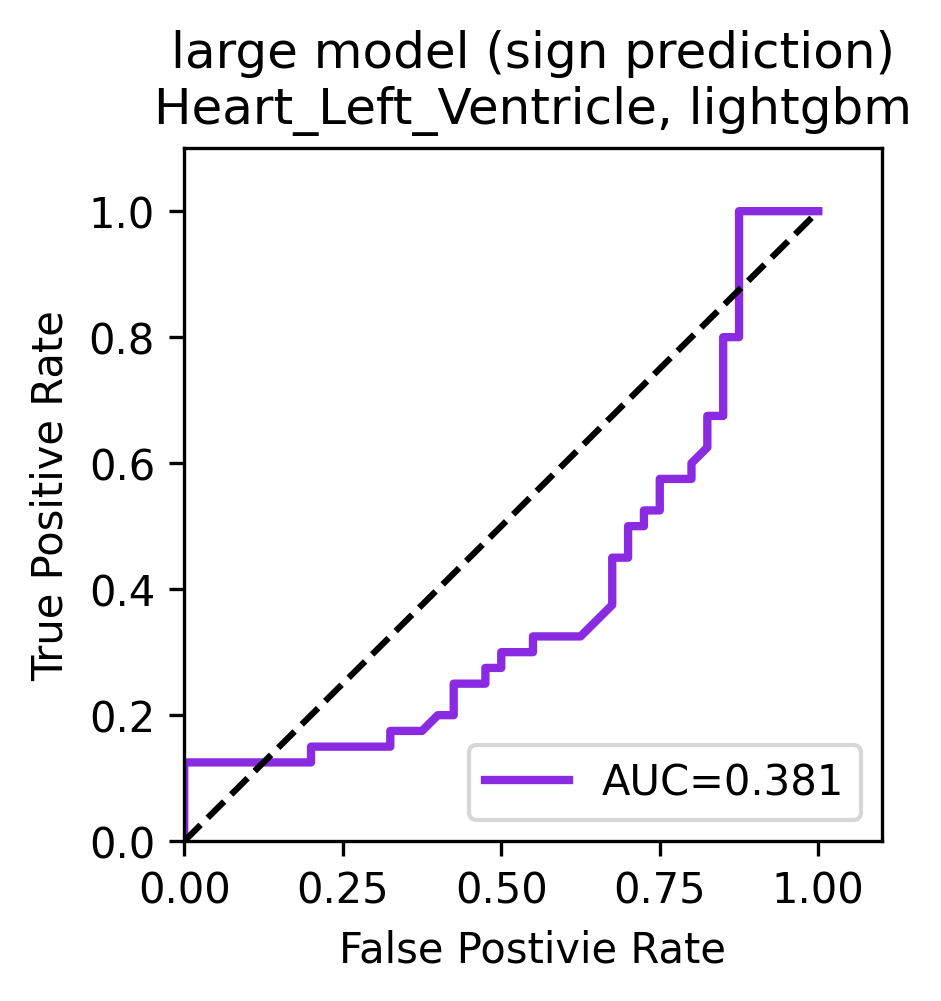 large model (sign prediction)
Heart_Left_Ventricle, lightgbm
True Positive Rate
1.0
0.8
0.6
0.4
0.2
0.0
AUC=0.381
0.00 0.25 0.50 0.75 1.00
False Postivie Rate